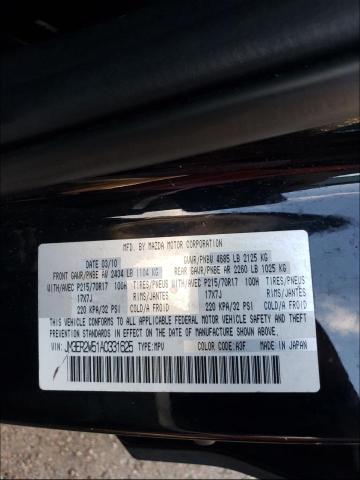 MFD. BY MAZDA MOTOR CORPORATION
DATE 03/10 GVWR/PNBV 4685 LB 2125 KG
FRONT GAWR/PNBE AV 2434 LB 1104 KG REAR GAWR/PNBE AR 2260 LB 1025 KG
WITH/AVEC P215/70R17 100H TIRES/PNEUS WITH/AVEC P215/70R17 100H TIRES/PNEUS
17X7J RIMS/JANTES 17X7J RIMS/JANTES
220 KPA/32 PSI COLD/A FROID 220 KPA/32 PSI COLD/A FROID
THIS VEHICLE CONFORMS TO ALL APPLICABLE FEDERAL MOTOR VEHICLE SAFETY
STANDARDS IN EFFECT ON THE DATE OF MANUFACTURE SHOWN ABOVE.
JM3ER2W51A0331625 TYPE: MPV COLOR CODE: A3F MADE IN JAPAN